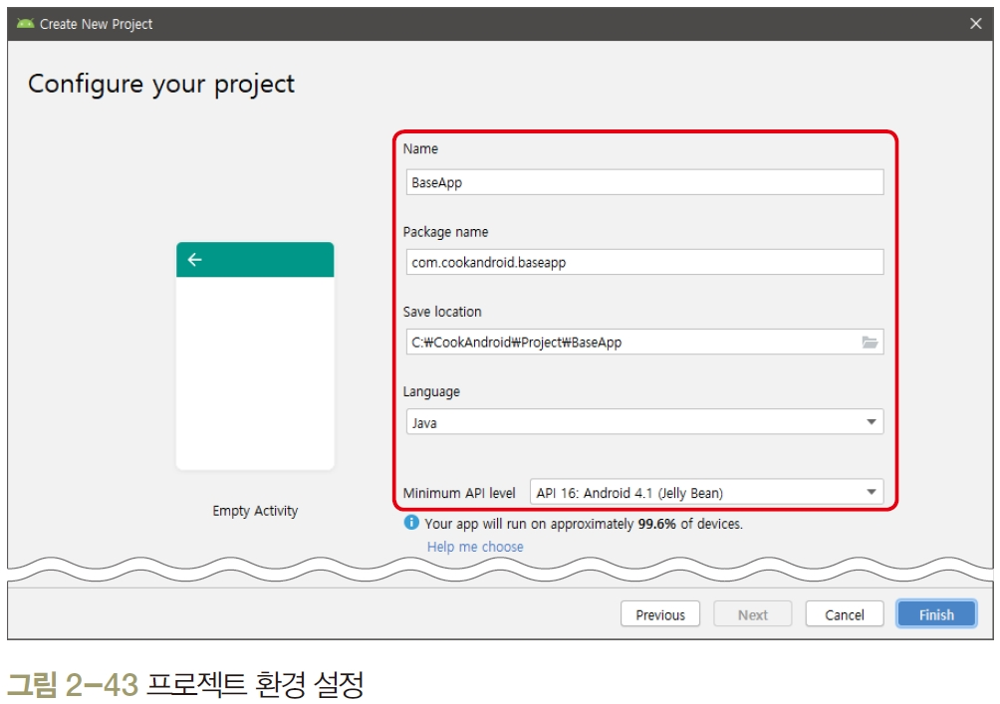 Create New Project
Configure your project
Name
BaseApp
Package name
com.cookandroid.baseapp
Save location
C:₩CookAndroid₩Project₩BaseApp
Language
Java
Minimum API level API 16: Android 4.1 (Jelly Bean)
Empty Activity
Your app will run on approximately 99.6% of devices.
Help me choose
Previous Next Cancel Finish
그림 2-43 프로젝트 환경 설정